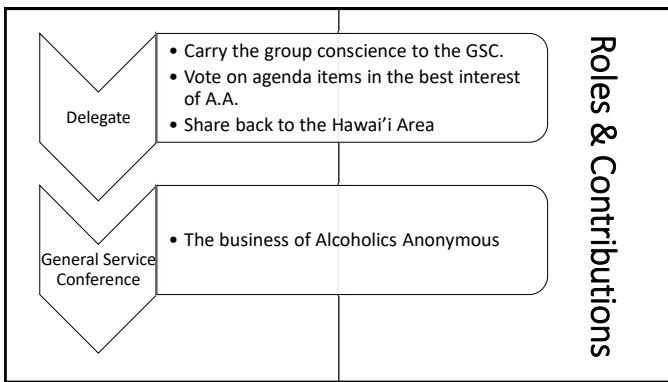 Delegate
• Carry the group conscience to the GSC.
• Vote on agenda items in the best interest
of A.A.
• Share back to the Hawai’i Area
General Service
Conference
• The business of Alcoholics Anonymous
Roles & Contributions